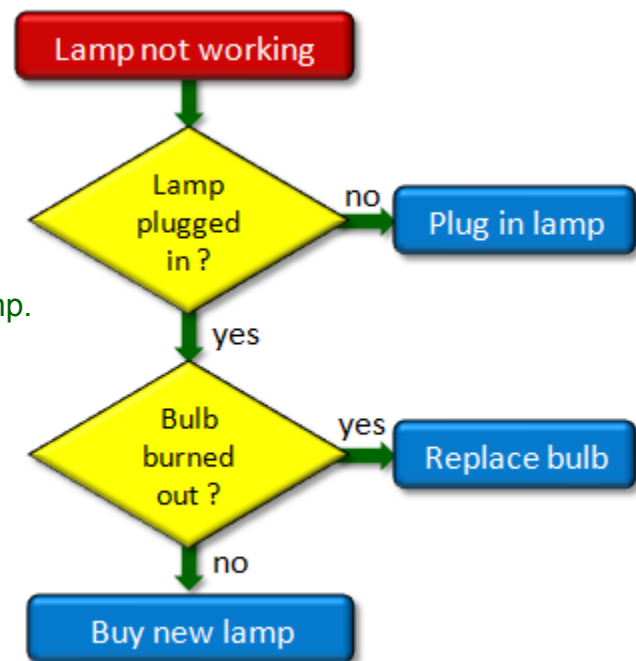 Lamp not working
Lamp
plugged
in ?
no
Plug in lamp
yes
Bulb
burned
out ?
yes
Replace bulb
no
Buy new lamp